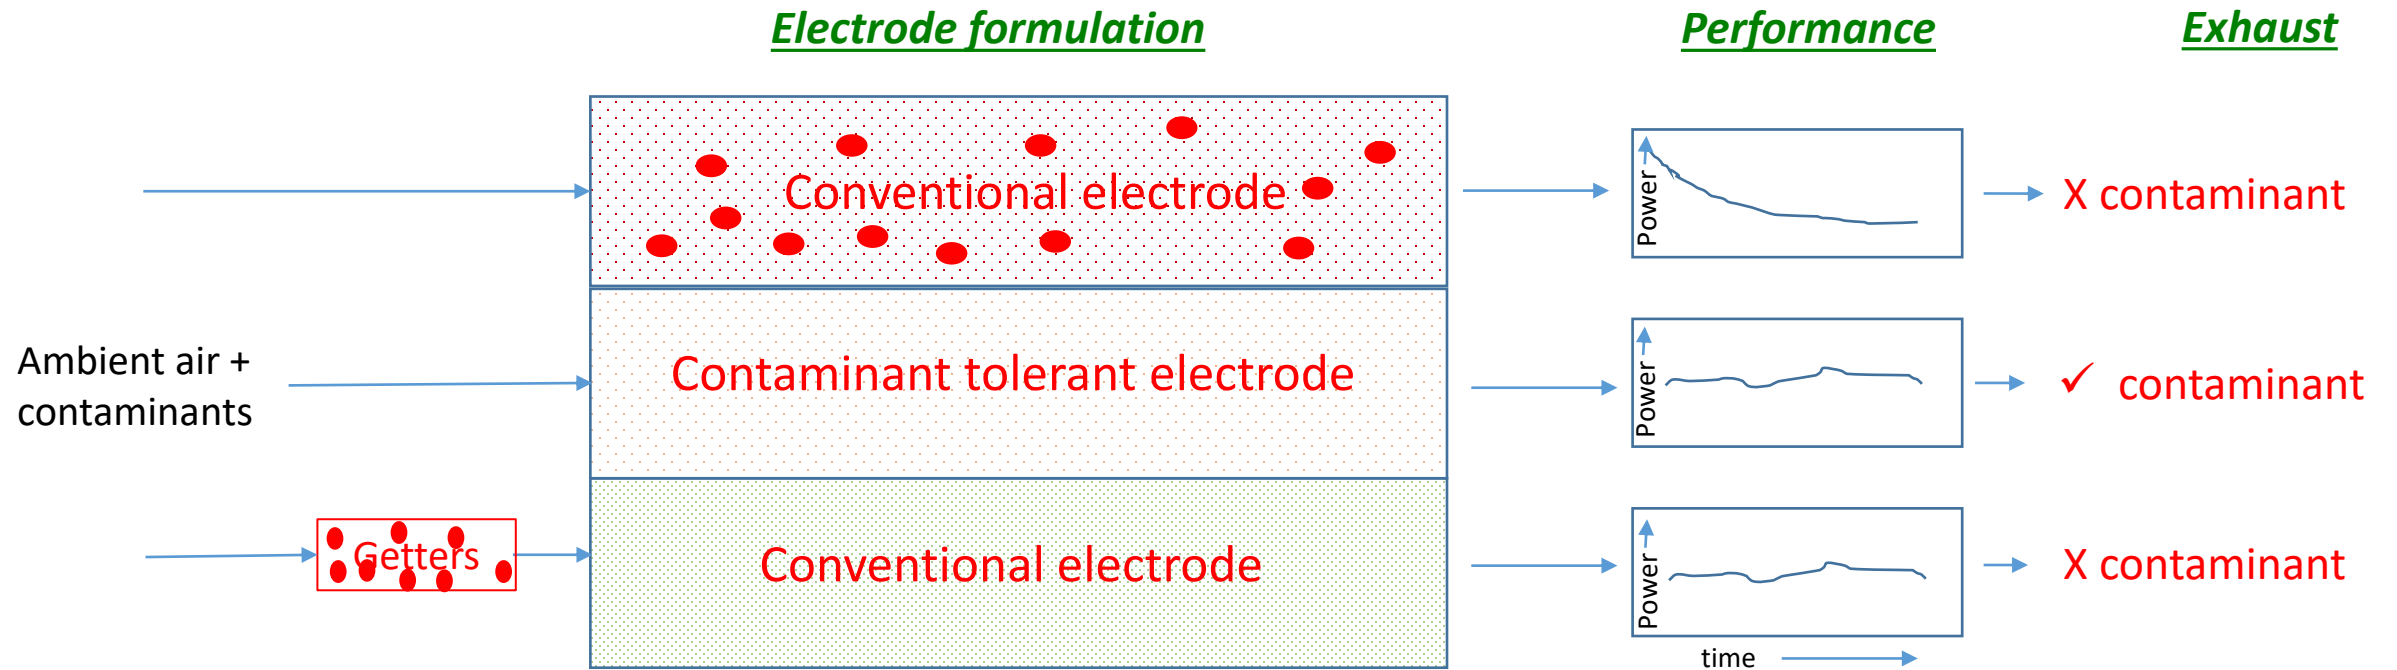 Electrode formulation
Performance
Exhaust
Conventional electrode
Power
X contaminant
Ambient air +
contaminants
Contaminant tolerant electrode
Power
✓ contaminant
Getters
Conventional electrode
Power
X contaminant
time